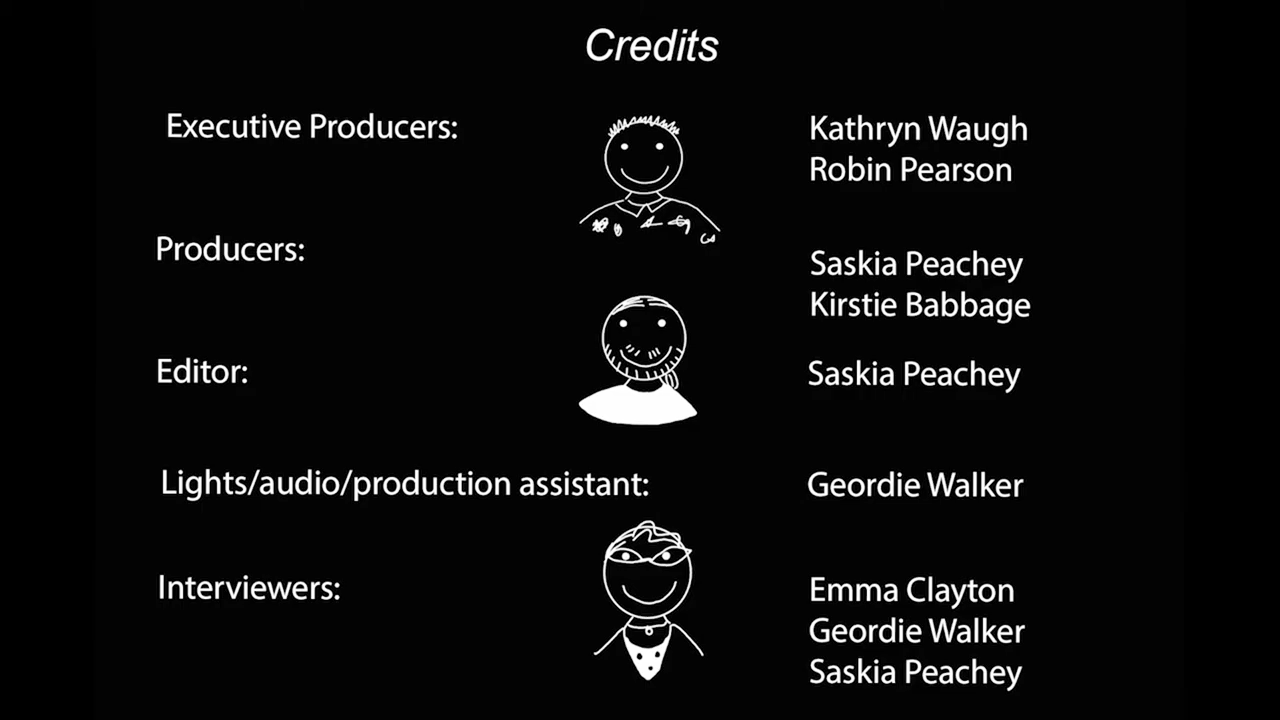 Credits
Executive Producers:
Kathryn Waugh
Robin Pearson
Producers:
Saskia Peachey
Kirstie Babbage
Editor:
Saskia Peachey
Lights/audio/production assistant:
Geordie Walker
Interviewers:
Emma Clayton
Geordie Walker
Saskia Peachey